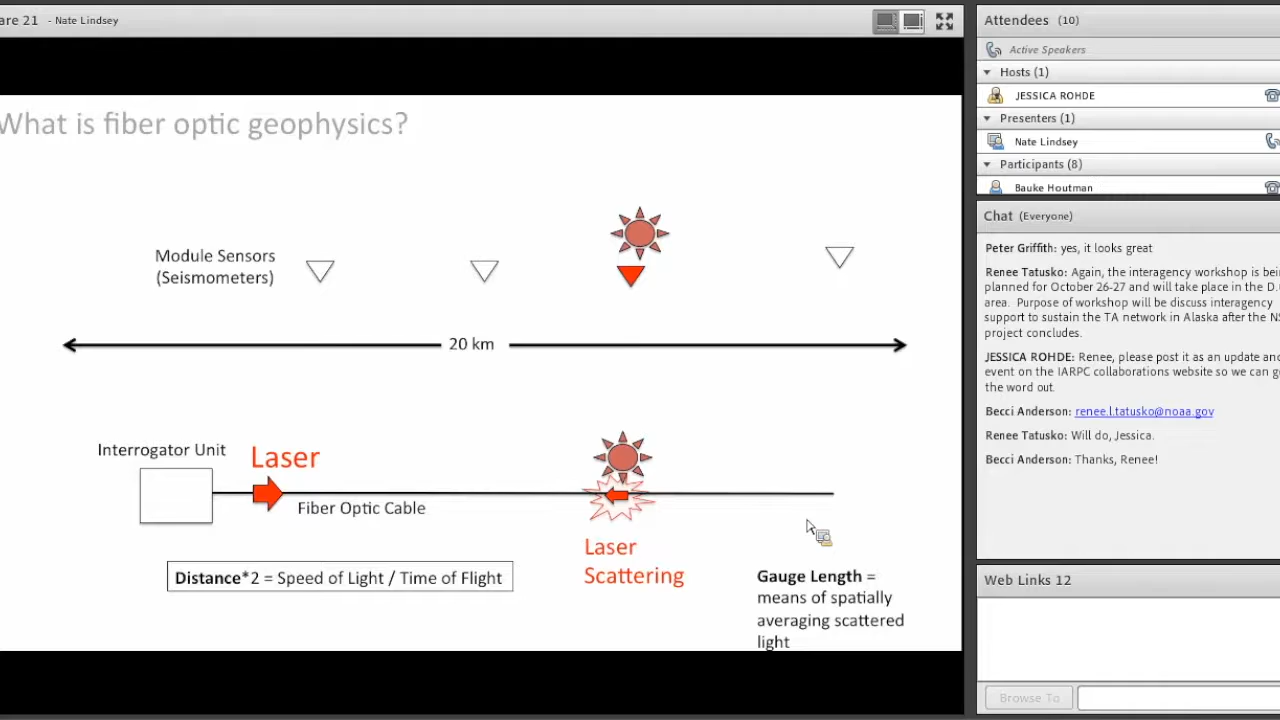 are 21 - Nate Lindsey
What is fiber optic geophysics?
Module Sensors
(Seismometers)
20 km
Interrogator Unit
Laser
Fiber Optic Cable
Laser
Scattering
Distance*2 = Speed of Light / Time of Flight
Gauge Length =
means of spatially
averaging scattered
light
Attendees (10)
Active Speakers
Hosts (1)
JESSICA ROHDE
Presenters (1)
Nate Lindsey
Participants (8)
Bauke Houtman
Chat (Everyone)
Peter Griffith: yes, it looks great
Renee Tatusko: Again, the interagency workshop is bei
planned for October 26-27 and will take place in the D.
area. Purpose of workshop will be discuss interagency
support to sustain the TA network in Alaska after the NS
project concludes.
JESSICA ROHDE: Renee, please post it as an update an
event on the IARPC collaborations website so we can g
the word out.
Becci Anderson: renee.l.tatusko@noaa.gov
Renee Tatusko: Will do, Jessica.
Becci Anderson: Thanks, Renee!
Web Links 12
Browse To